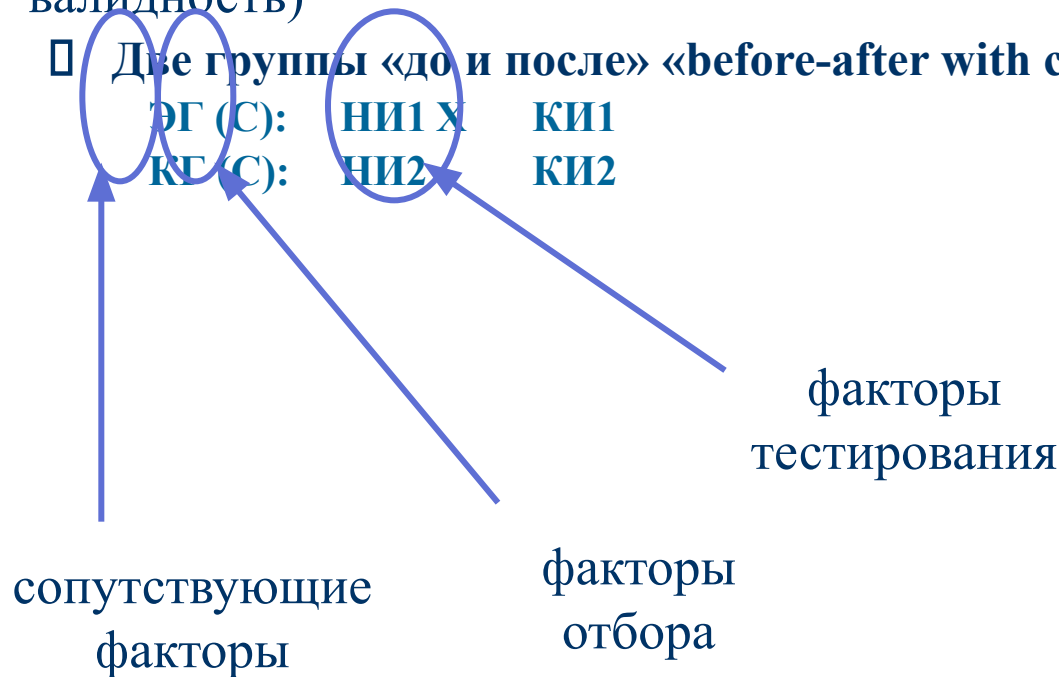 валидность)
Две группы «до и после» «before-after with c
ЭГ (С): НИ1 X КИ1
КГ (С): НИ2 КИ2
факторы
тестирования
факторы
отбора
сопутствующие
факторы